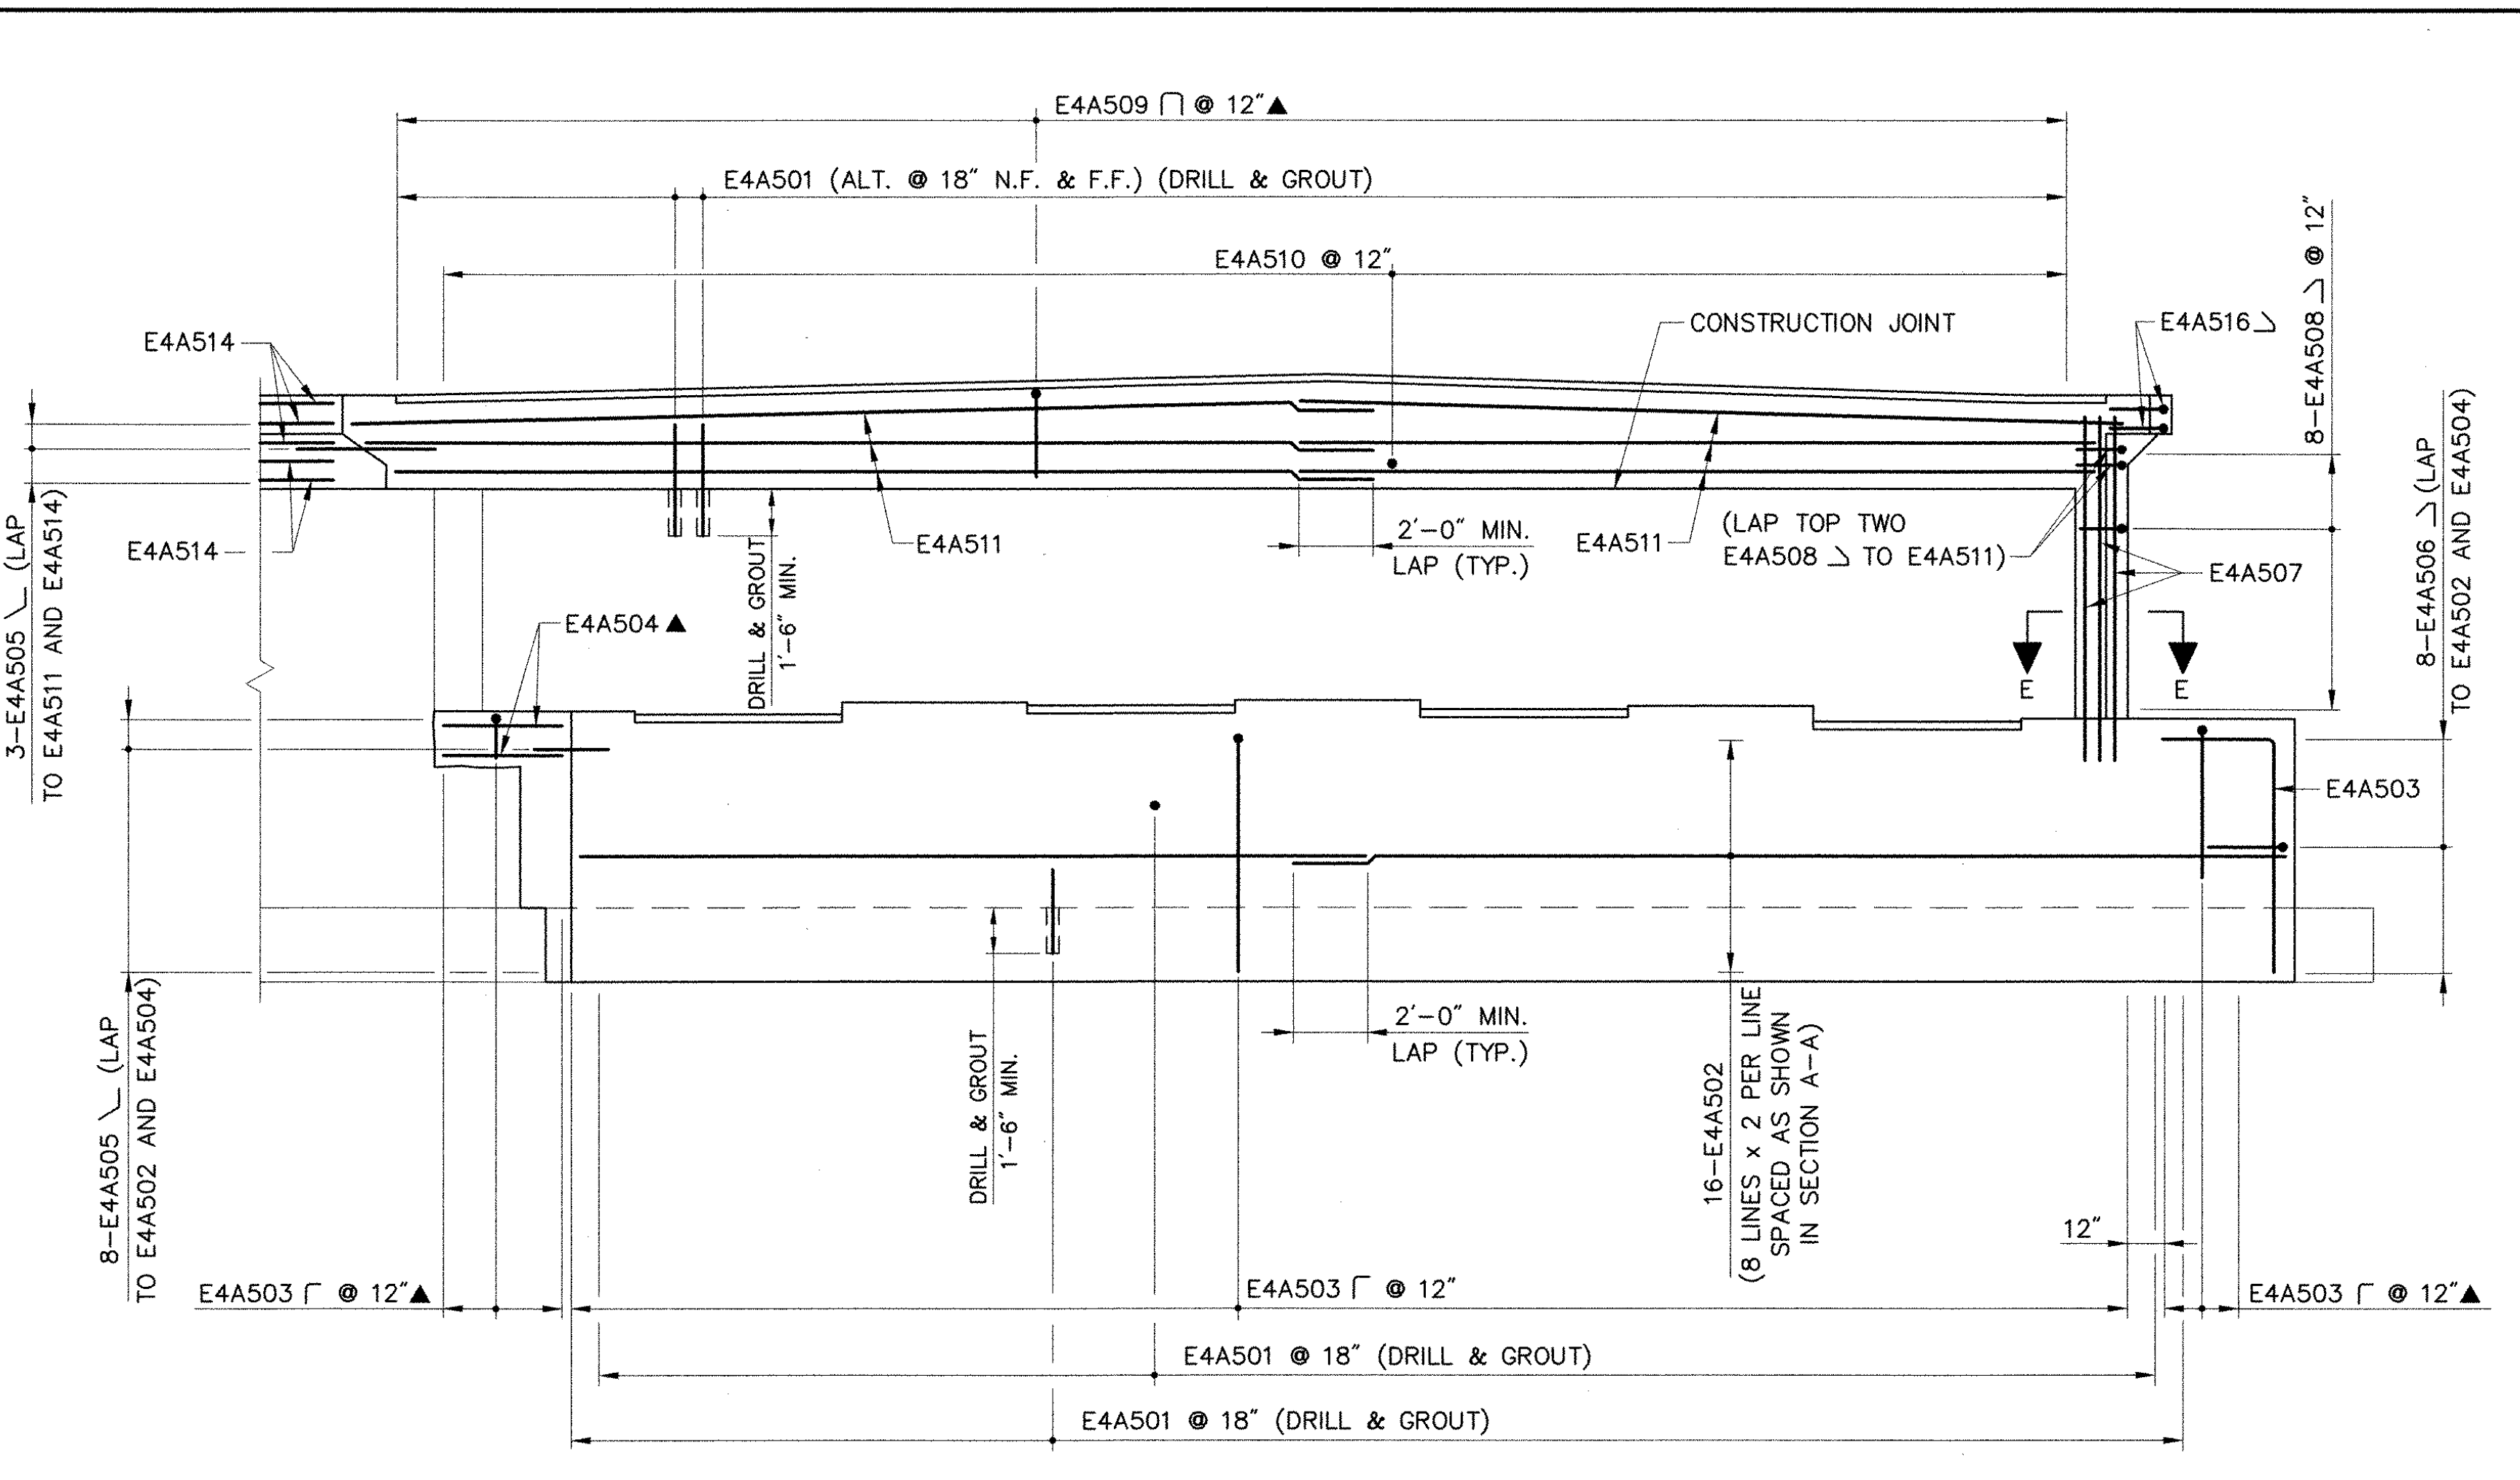 E4A509 @ 12"▲
E4A501 (ALT. @ 18" N.F. & F.F.) (DRILL & GROUT)
E4A510 @ 12"
E4A514
CONSTRUCTION JOINT
E4A516
8-E4A508 @ 12"
3-E4A505 (LAP
TO E4A511 AND E4A514)
E4A514
E4A511
DRILL & GROUT
1'-6" MIN.
2'-0" MIN.
LAP (TYP.)
E4A511
(LAP TOP TWO
E4A508 TO E4A511)
E4A507
8-E4A506 (LAP
TO E4A502 AND E4A504)
E4A504 ▲
E
E
E4A503
8-E4A505 (LAP
TO E4A502 AND E4A504)
DRILL & GROUT
1'-6" MIN.
2'-0" MIN.
LAP (TYP.)
16-E4A502
(8 LINES x 2 PER LINE
SPACED AS SHOWN
IN SECTION A-A)
12"
E4A503 @ 12"▲
E4A503 @ 12"
E4A503 @ 12"▲
E4A501 @ 18" (DRILL & GROUT)
E4A501 @ 18" (DRILL & GROUT)